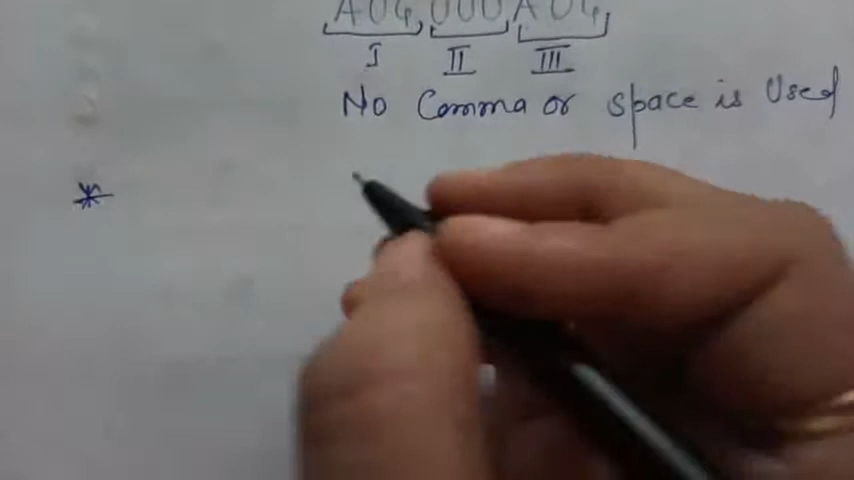 AUG UUU AUG
I II III
No Comma or space is Used
*